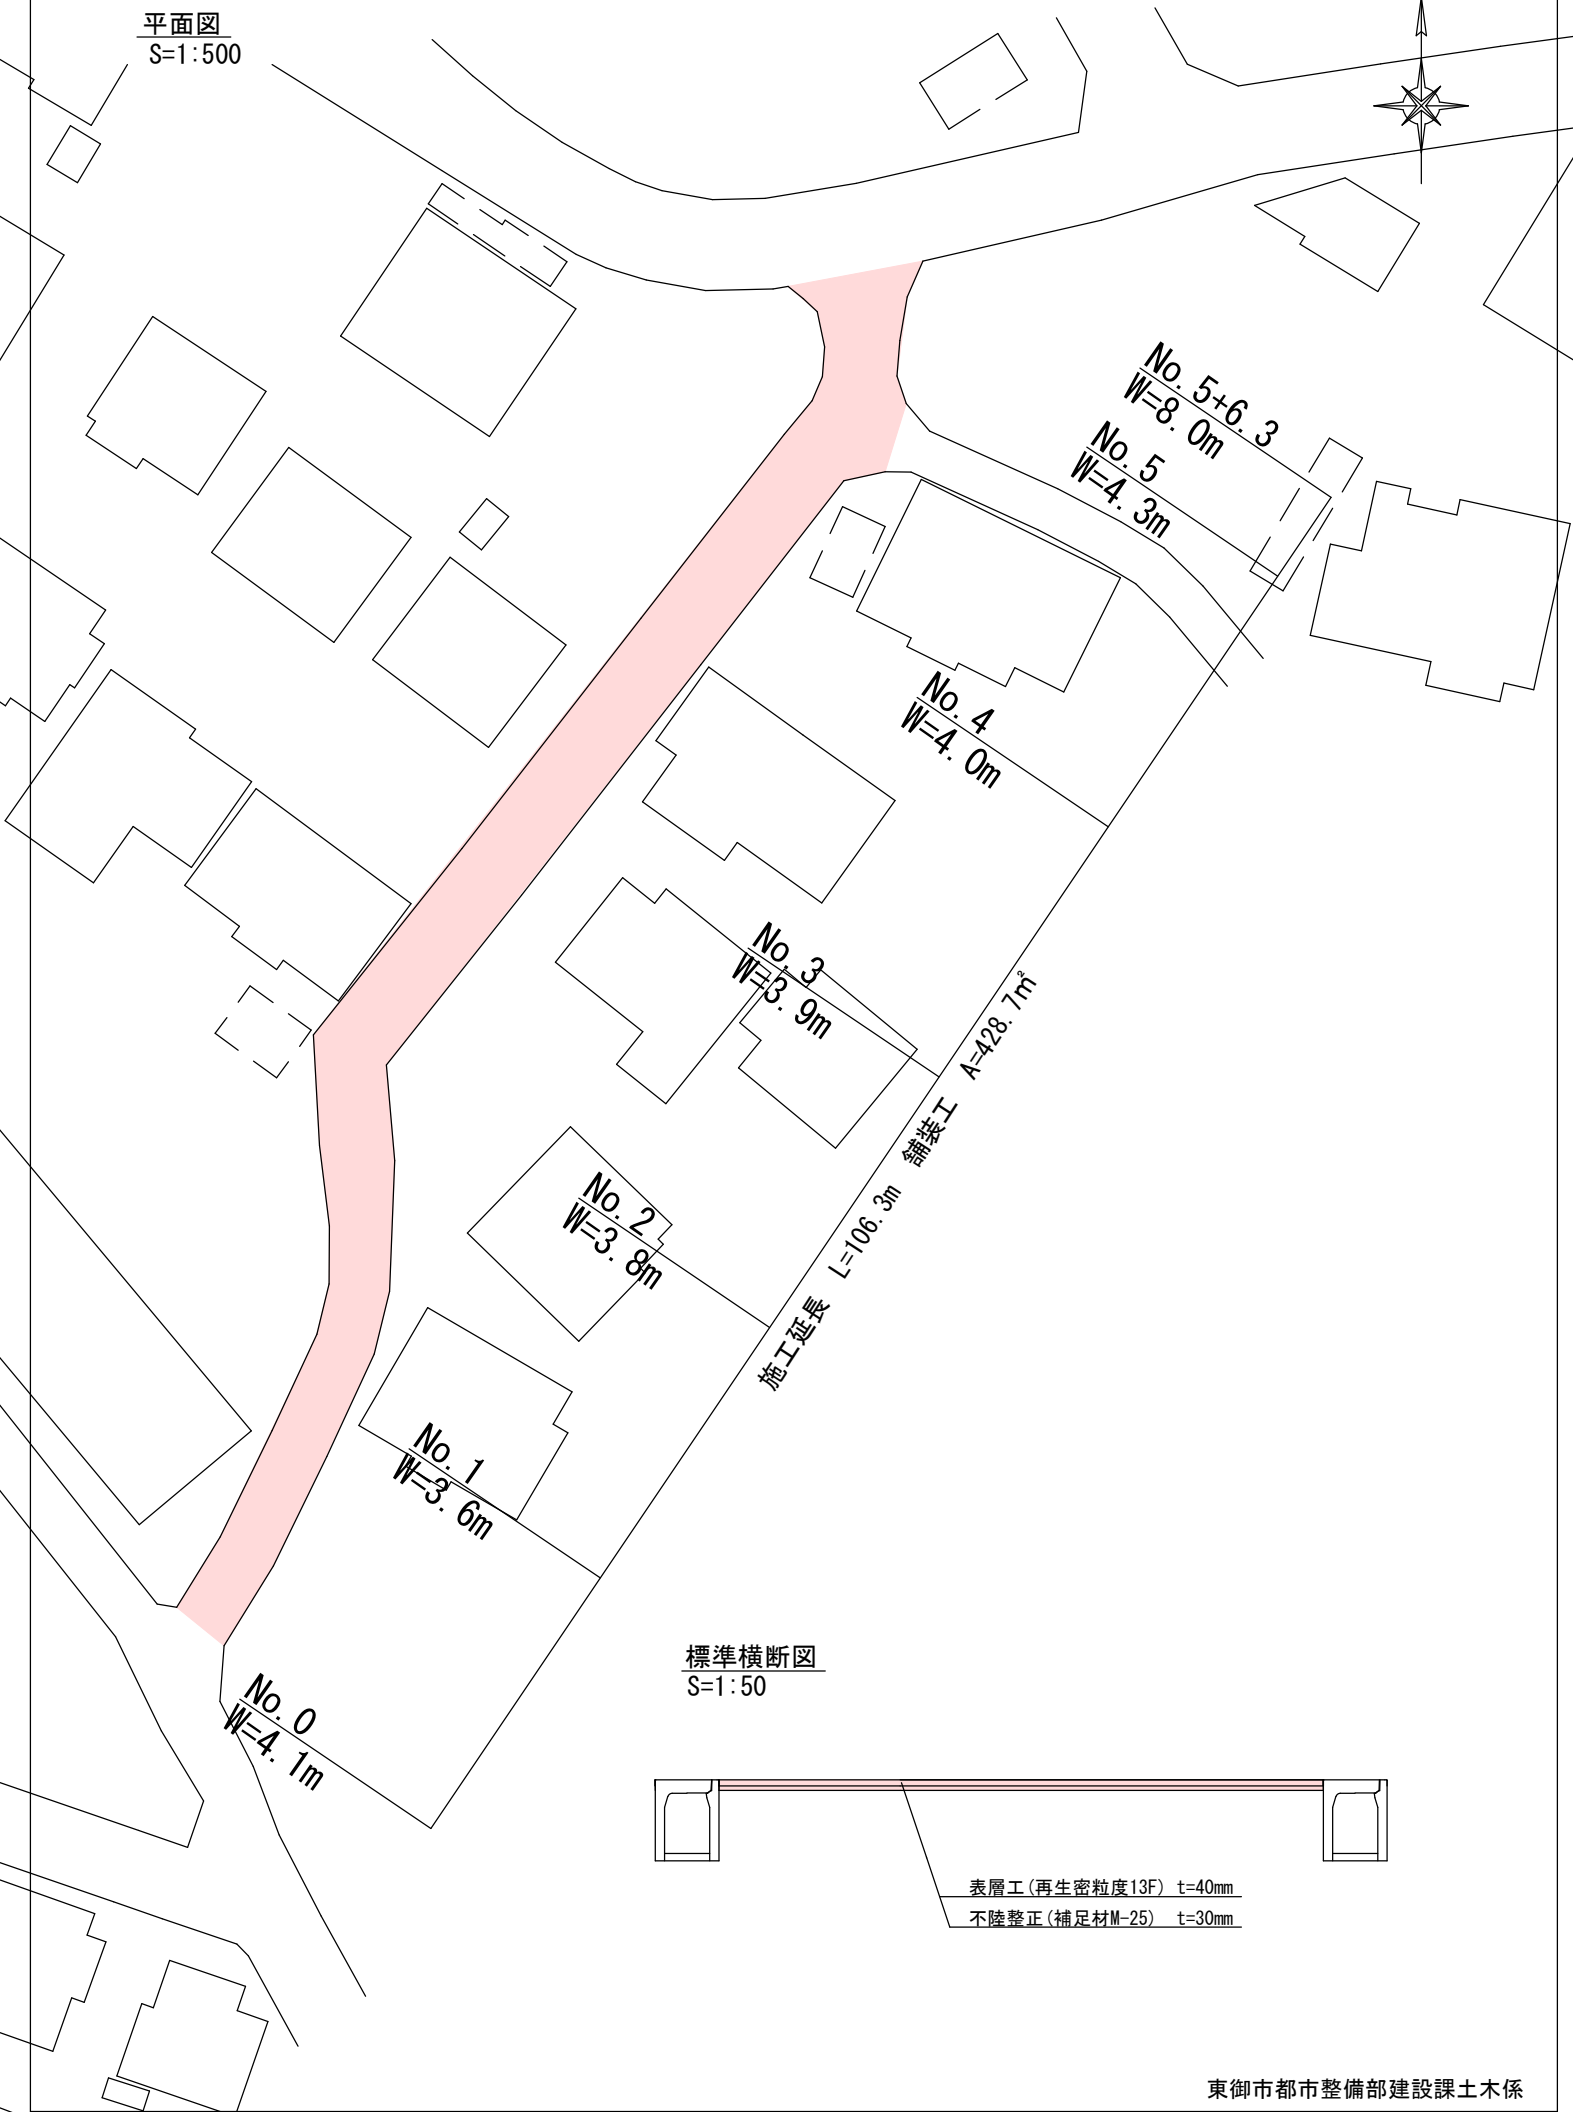 平面図
S=1:500
No.5+6.3
W=8.0m
No.5
W=4.3m
No.4
W=4.0m
No.3
W=3.9m
No.2
W=3.8m
No.1
W=3.6m
No.0
W=4.1m
施工延長 L=106.3m 舗装工 A=428.7㎡
標準横断図
S=1:50
表層工(再生密粒度13F) t=40mm
不陸整正(補足材M-25) t=30mm
東御市都市整備部建設課土木係